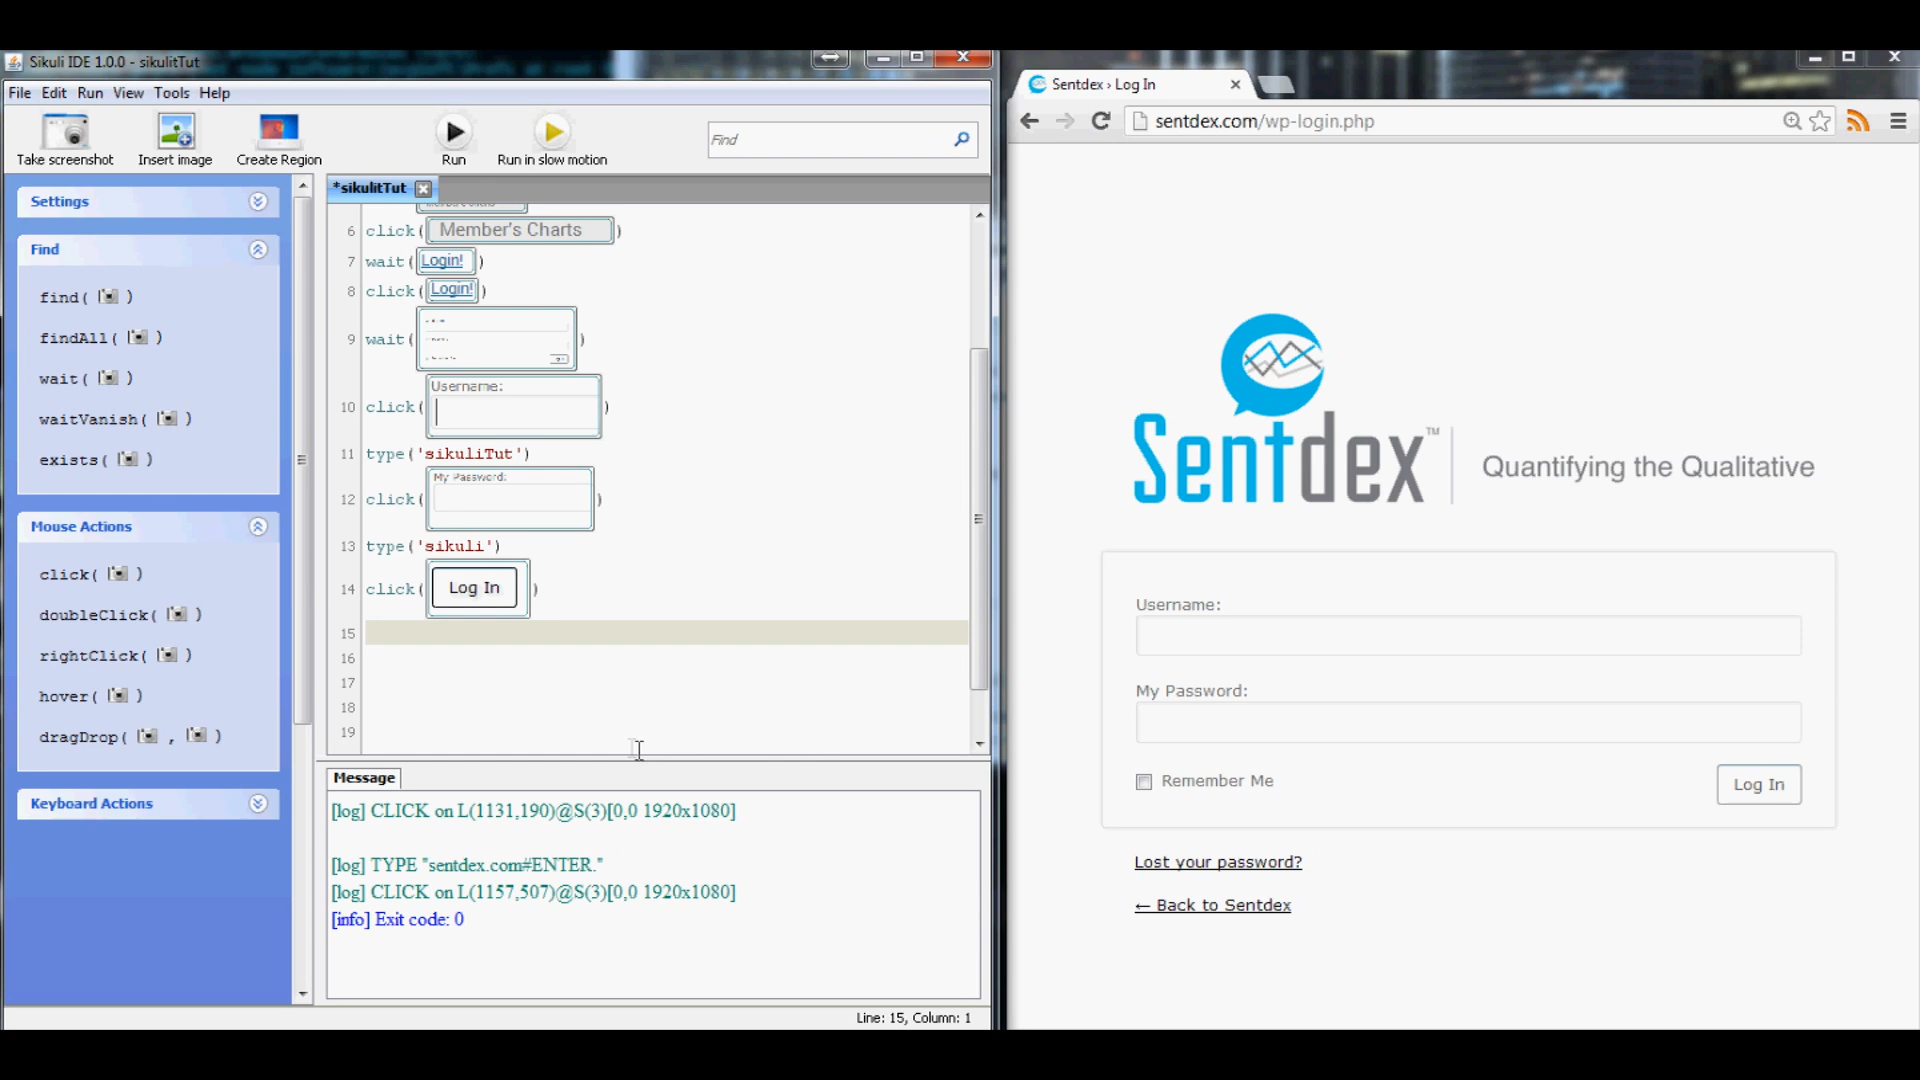 Sikuli IDE 1.0.0 - sikulitTut
File Edit Run View Tools Help
Take screenshot
Insert image
Create Region
Run
Run in slow motion
Find
Settings
Find
find( )
findAll( )
wait( )
waitVanish( )
exists( )
Mouse Actions
click( )
doubleClick( )
rightClick( )
hover( )
dragDrop( , )
Keyboard Actions
*sikulitTut
6 click( Member's Charts )
7 wait( Login! )
8 click( Login! )
9 wait( )
Username:
10 click( )
11 type('sikuliTut')
My Password:
12 click( )
13 type('sikuli')
14 click( Log In )
15
16
17
18
19
Message
[log] CLICK on L(1131,190)@S(3)[0,0 1920x1080]
[log] TYPE "sentdex.com#ENTER."
[log] CLICK on L(1157,507)@S(3)[0,0 1920x1080]
[info] Exit code: 0
Line: 15, Column: 1
Sentdex › Log In
sentdex.com/wp-login.php
Sentdex™
Quantifying the Qualitative
Username:
My Password:
Remember Me
Log In
Lost your password?
← Back to Sentdex